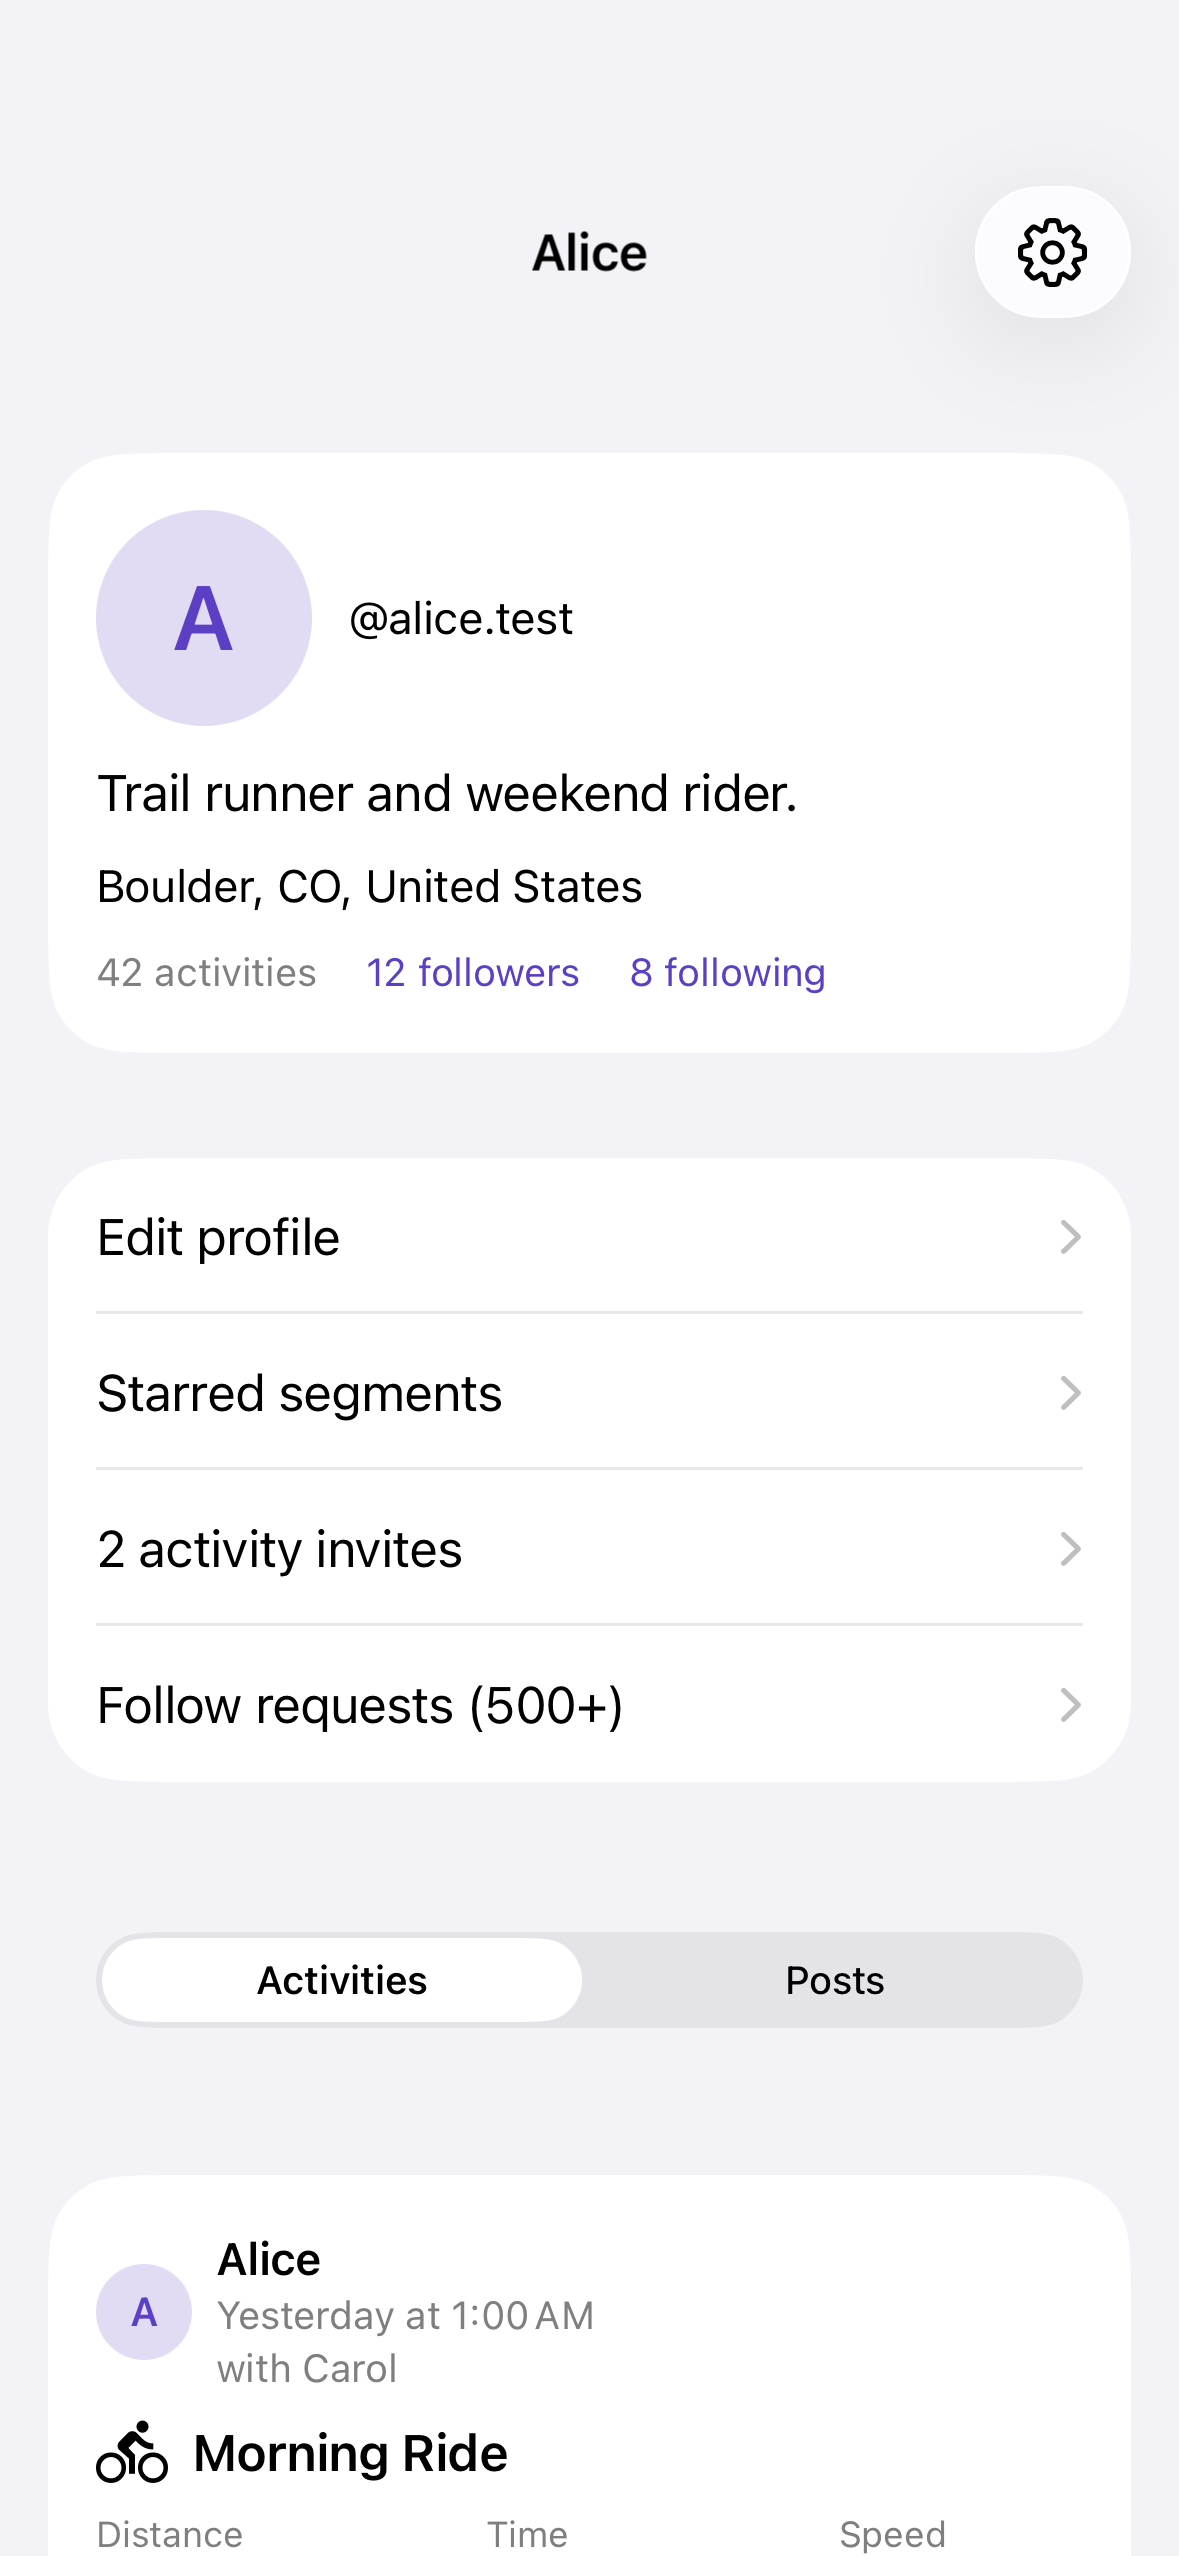 Alice
A
@alice.test
Trail runner and weekend rider.
Boulder, CO, United States
42 activities 12 followers 8 following
Edit profile
Starred segments
2 activity invites
Follow requests (500+)
Activities Posts
Alice
A
Yesterday at 1:00 AM
with Carol
Morning Ride
Distance Time Speed